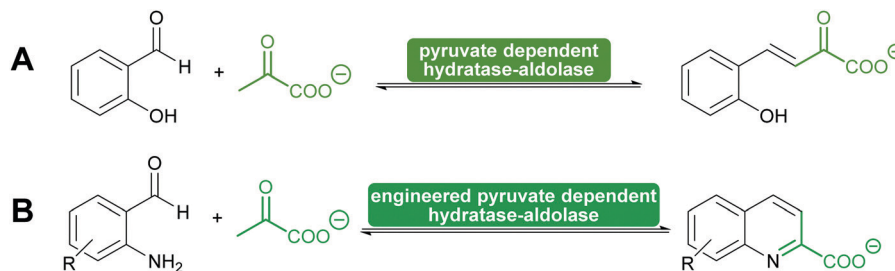 A
O
H
OH
+
O
COO ⊖
pyruvate dependent
hydratase-aldolase
O
COO ⊖
OH
B
O
H
R
NH₂
+
O
COO ⊖
engineered pyruvate dependent
hydratase-aldolase
R
N
COO ⊖